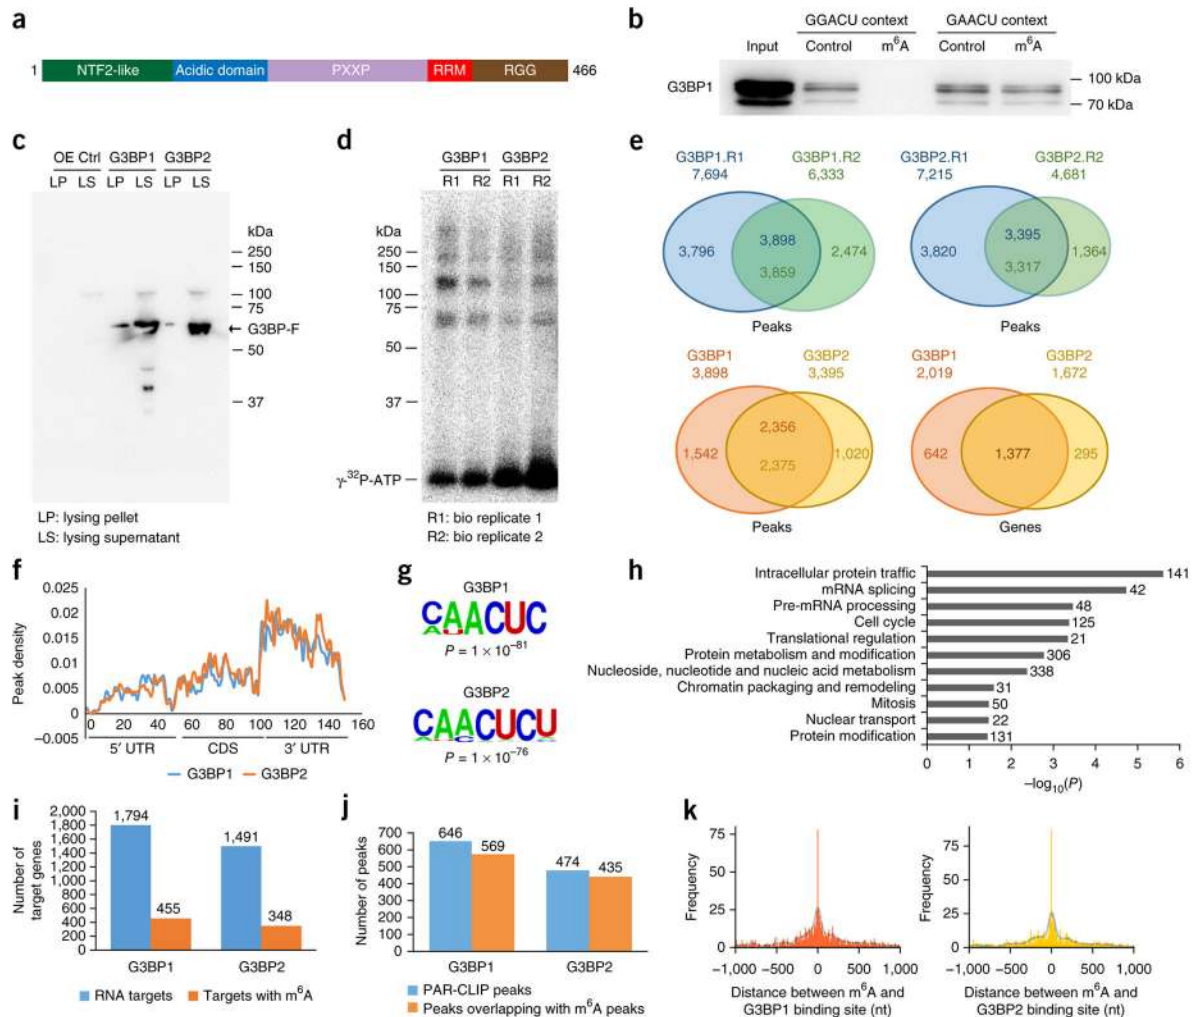 a
1 NTF2-like Acidic domain PXXP RRM RGG 466
b
GGACU context GAACU context
Input Control m⁶A Control m⁶A
G3BP1
100 kDa
70 kDa
c
OE Ctrl G3BP1 G3BP2
LP LS LP LS LP LS
kDa
250
150
100
75
G3BP-F
50
37
LP: lysing pellet
LS: lysing supernatant
d
G3BP1 G3BP2
R1 R2 R1 R2
kDa
250
150
100
75
50
37
γ-³²P-ATP
R1: bio replicate 1
R2: bio replicate 2
e
G3BP1.R1
7,694
G3BP1.R2
6,333
3,796
3,898
3,859
2,474
Peaks
G3BP2.R1
7,215
G3BP2.R2
4,681
3,820
3,395
3,317
1,364
Peaks
G3BP1
3,898
G3BP2
3,395
1,542
2,356
2,375
1,020
Peaks
G3BP1
2,019
G3BP2
1,672
642
1,377
295
Genes
f
Peak density
0.025
0.020
0.015
0.010
0.005
0
−0.005
0 20 40 60 80 100 120 140 160
5′ UTR CDS 3′ UTR
G3BP1 G3BP2
g
G3BP1
CAACUC
AU
P = 1 × 10⁻⁸¹
G3BP2
CAACUCU
P = 1 × 10⁻⁷⁶
h
Intracellular protein traffic 141
mRNA splicing 42
Pre-mRNA processing 48
Cell cycle 125
Translational regulation 21
Protein metabolism and modification 306
Nucleoside, nucleotide and nucleic acid metabolism 338
Chromatin packaging and remodeling 31
Mitosis 50
Nuclear transport 22
Protein modification 131
0 1 2 3 4 5 6
−log₁₀(P)
i
Number of
target genes
2,000
1,800
1,600
1,400
1,200
1,000
800
600
400
200
0
1,794
455
1,491
348
G3BP1 G3BP2
RNA targets Targets with m⁶A
j
Number of peaks
700
600
500
400
300
200
100
0
646
569
474
435
G3BP1 G3BP2
PAR-CLIP peaks
Peaks overlapping with m⁶A peaks
k
Frequency
75
50
25
0
−1,000 −500 0 500 1,000
Distance between m⁶A and
G3BP1 binding site (nt)
Frequency
75
50
25
0
−1,000 −500 0 500 1,000
Distance between m⁶A and
G3BP2 binding site (nt)